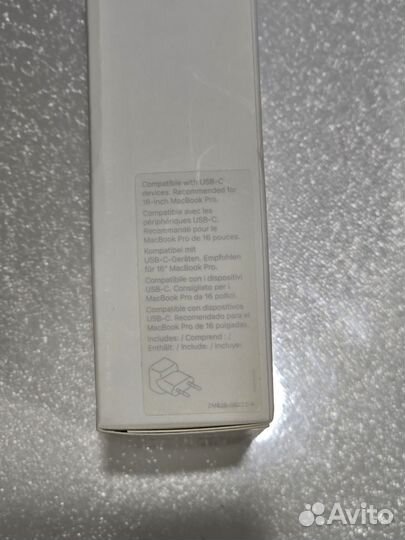 Compatible with USB-C
devices. Recommended for
16-inch MacBook Pro.
Compatible avec les
périphériques USB-C.
Recommandé pour le
MacBook Pro de 16 pouces.
Kompatibel mit
USB-C-Geräten. Empfohlen
für 16" MacBook Pro.
Compatibile con i dispositivi
USB-C. Consigliato per i
MacBook Pro da 16 pollici.
Compatible con dispositivos
USB-C. Recomendado para el
MacBook Pro de 16 pulgadas.
Includes: / Comprend : /
Enthält: / Include: / Incluye:
Avito